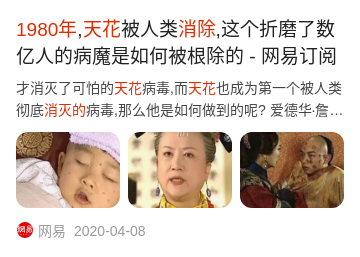 1980年,天花被人类消除,这个折磨了数
亿人的病魔是如何被根除的 - 网易订阅
才消灭了可怕的天花病毒,而天花也成为第一个被人类
彻底消灭的病毒,那么他是如何做到的呢? 爱德华·詹…
网易 网易 2020-04-08